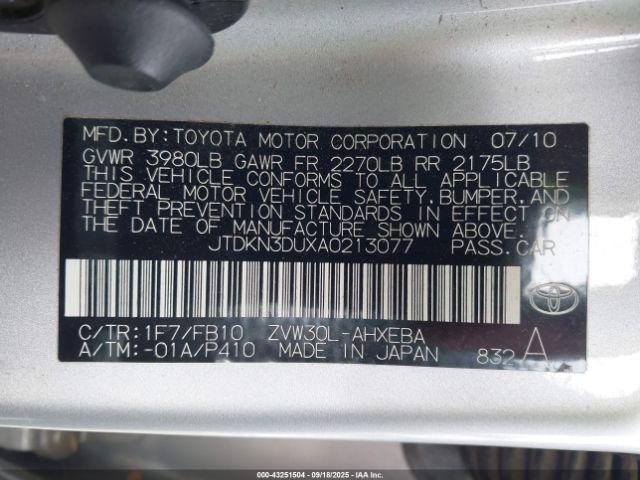 MFD.BY:TOYOTA MOTOR CORPORATION 07/10
GVWR 3980LB GAWR FR 2270LB RR 2175LB
THIS VEHICLE CONFORMS TO ALL APPLICABLE
FEDERAL MOTOR VEHICLE SAFETY,BUMPER,AND
THEFT PREVENTION STANDARDS IN EFFECT ON
THE DATE OF MANUFACTURE SHOWN ABOVE.
JTDKN3DUXA0213077 PASS.CAR
C/TR:1F7/FB10 ZVW30L-AHXEBA
A/TM:-01A/P410 MADE IN JAPAN 832 A
000-43251504 - 09/18/2025 - IAA Inc.